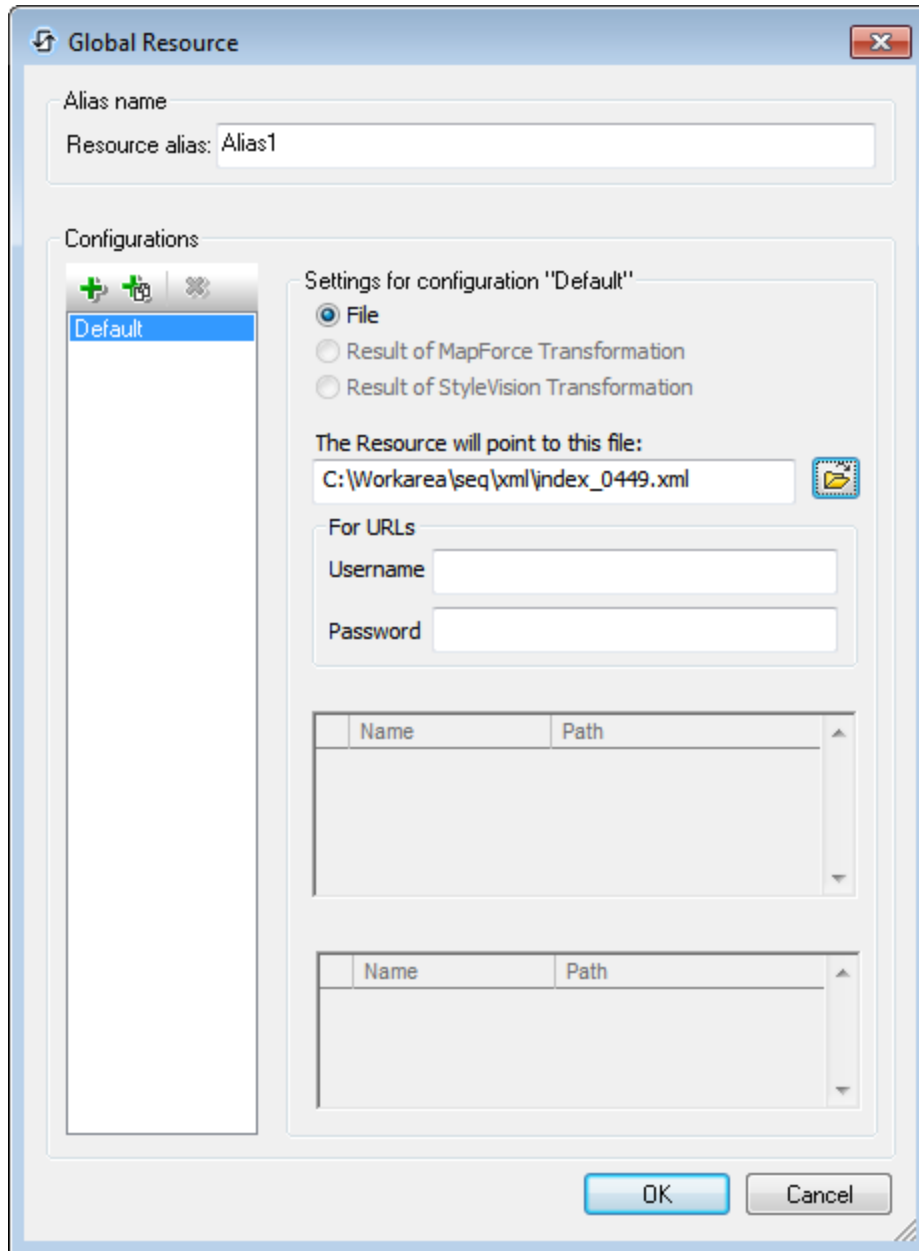 Global Resource
Alias name
Resource alias: Alias1
Configurations
Default
Settings for configuration "Default"
File
Result of MapForce Transformation
Result of StyleVision Transformation
The Resource will point to this file:
C:\Workarea\seq\xml\index_0449.xml
For URLs
Username
Password
Name Path
Name Path
OK Cancel